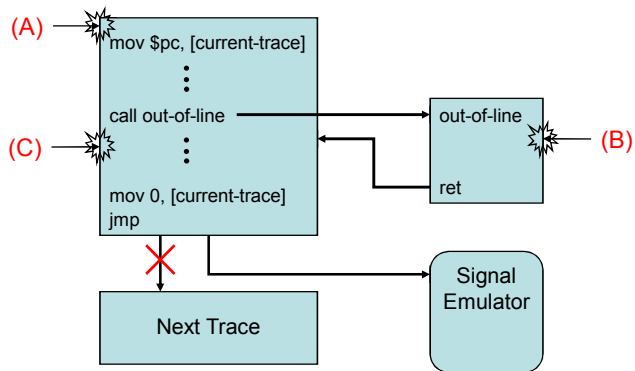 (A)
mov $pc, [current-trace]
call out-of-line
out-of-line
(C)
(B)
mov 0, [current-trace]
jmp
ret
Signal
Emulator
Next Trace